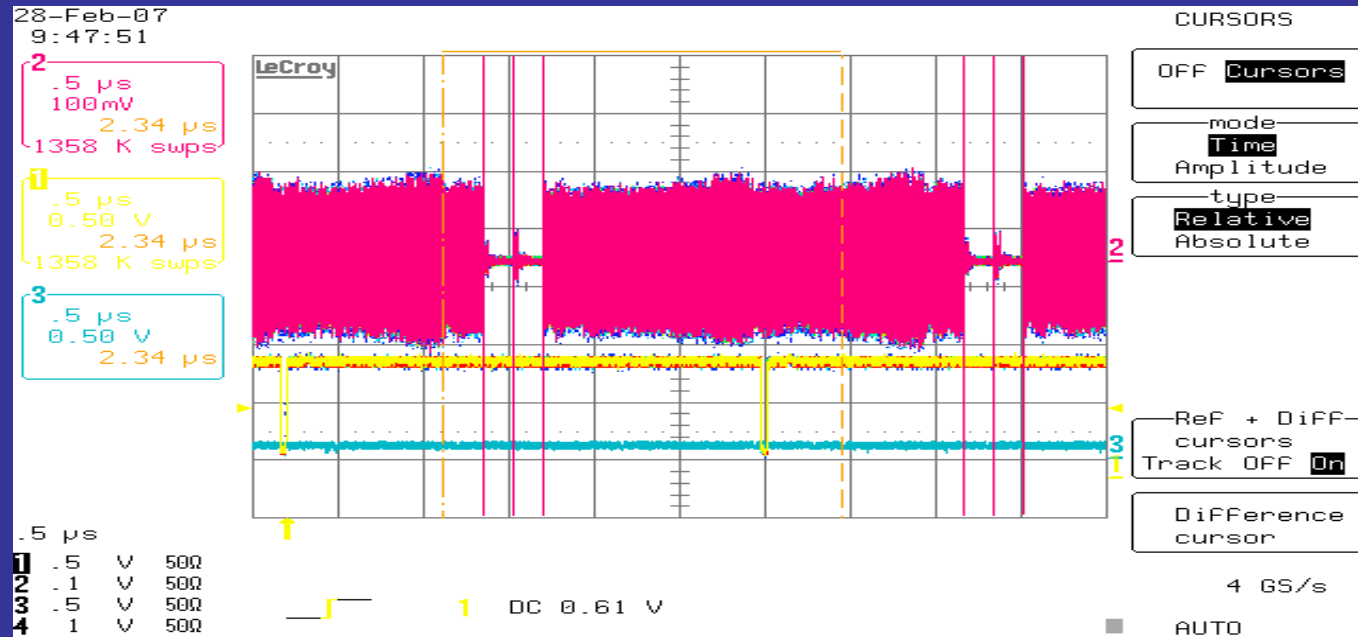 28-Feb-07
9:47:51
2
.5 µs
100mV
2.34 µs
1358 K swps
1
.5 µs
0.50 V
2.34 µs
1358 K swps
3
.5 µs
0.50 V
2.34 µs
LeCroy
2
3
1
CURSORS
OFF Cursors
mode
Time
Amplitude
type
Relative
Absolute
Ref + Diff
cursors
Track OFF On
Difference
cursor
.5 µs
1 .5 V 50Ω
2 .1 V 50Ω
3 .5 V 50Ω
4 1 V 50Ω
1 DC 0.61 V
4 GS/s
AUTO